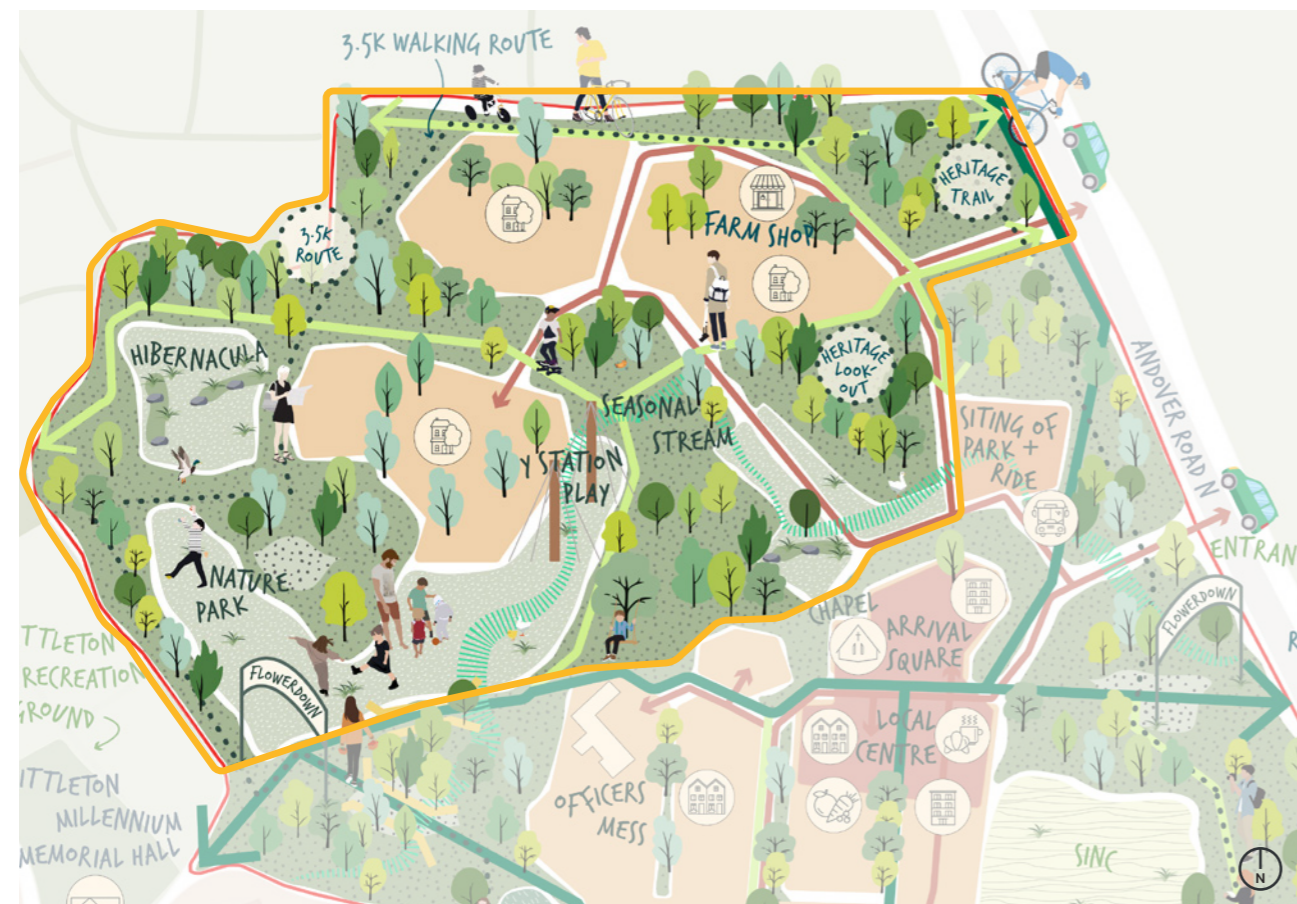 3.5K WALKING ROUTE
HERITAGE
TRAIL
3.5K
ROUTE
FARM SHOP
HIBERNACULA
HERITAGE
LOOK-
OUT
SEASONAL
STREAM
Y STATION
PLAY
ANDOVER ROAD N
SITING OF
PARK +
RIDE
NATURE
PARK
ENTRAN
FLOWERDOWN
CHAPEL
ARRIVAL
SQUARE
TTLETON
RECREATION
GROUND
FLOWERDOWN
R
LOCAL
CENTRE
ITTLETON
MILLENNIUM
MEMORIAL HALL
OFFICERS
MESS
SINC
N